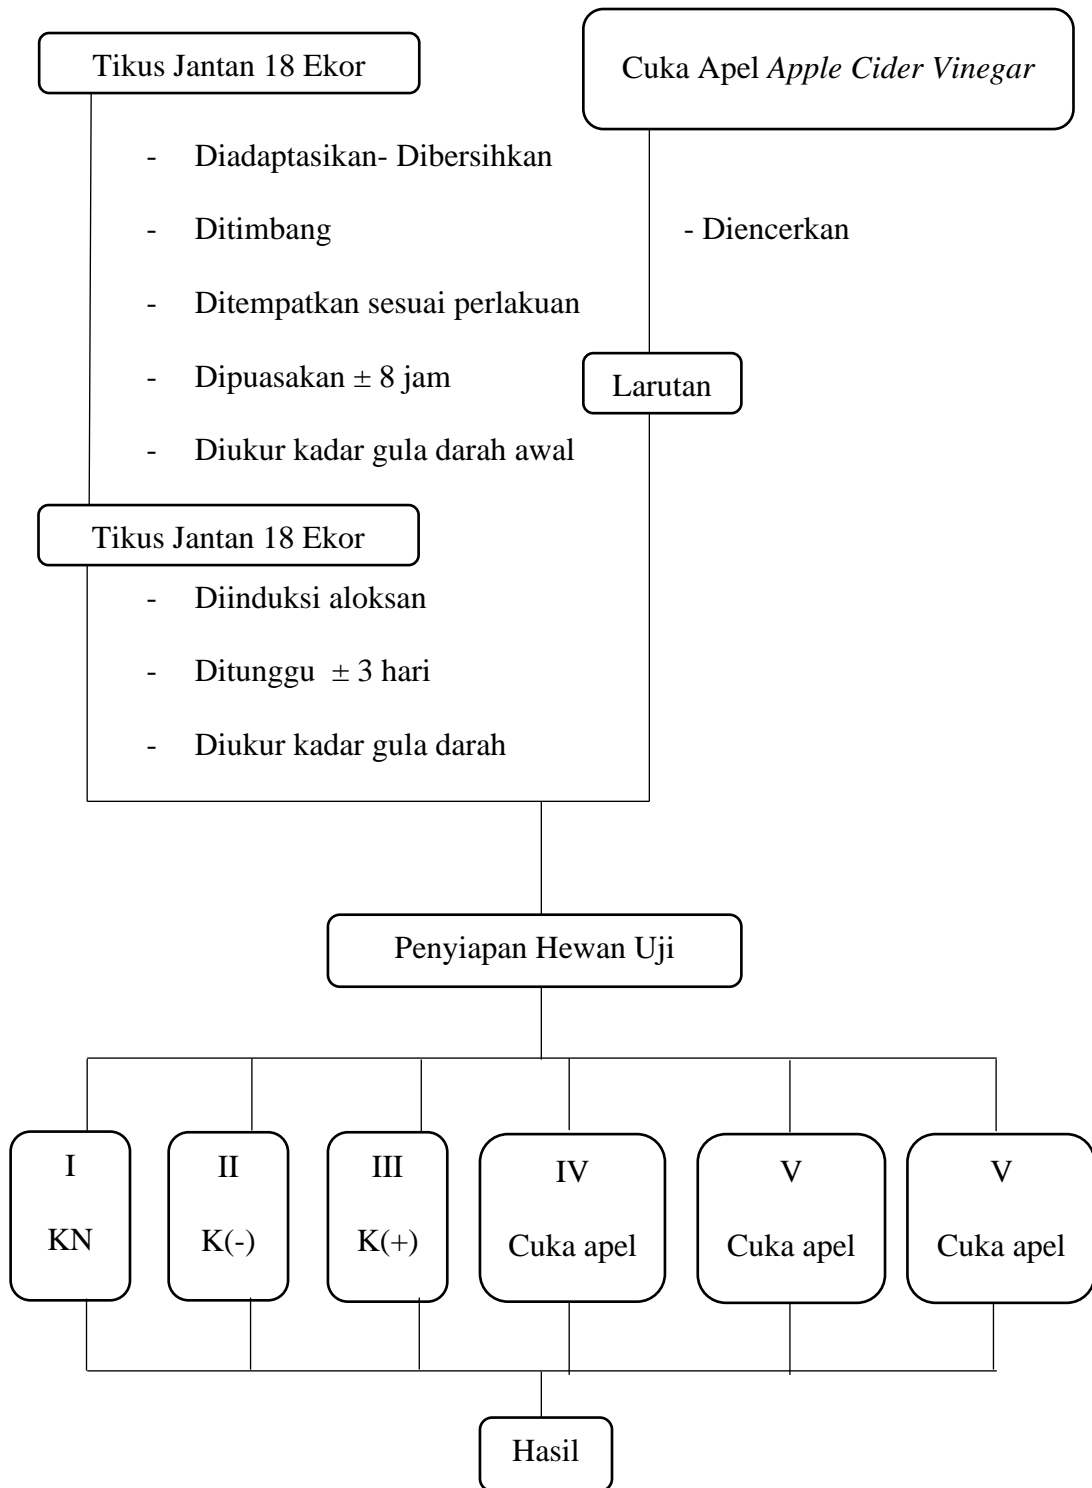 Tikus Jantan 18 Ekor
Cuka Apel Apple Cider Vinegar
- Diadaptasikan- Dibersihkan
- Ditimbang
- Diencerkan
- Ditempatkan sesuai perlakuan
- Dipuasakan ± 8 jam
Larutan
- Diukur kadar gula darah awal
Tikus Jantan 18 Ekor
- Diinduksi aloksan
- Ditunggu ± 3 hari
- Diukur kadar gula darah
Penyiapan Hewan Uji
I
KN
II
K(-)
III
K(+)
IV
Cuka apel
V
Cuka apel
V
Cuka apel
Hasil